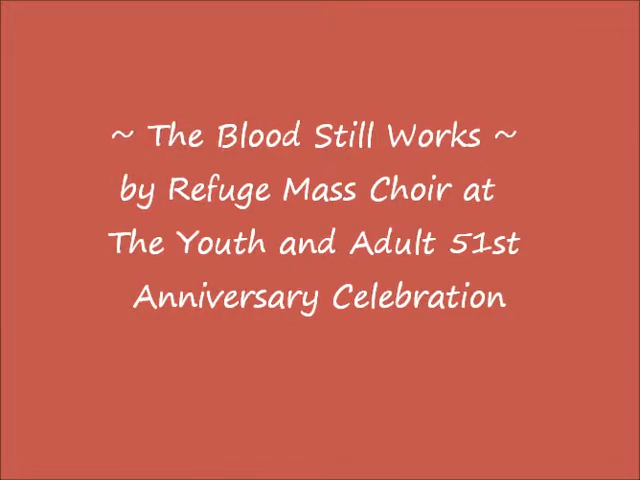 ~ The Blood Still Works ~
by Refuge Mass Choir at
The Youth and Adult 51st
Anniversary Celebration